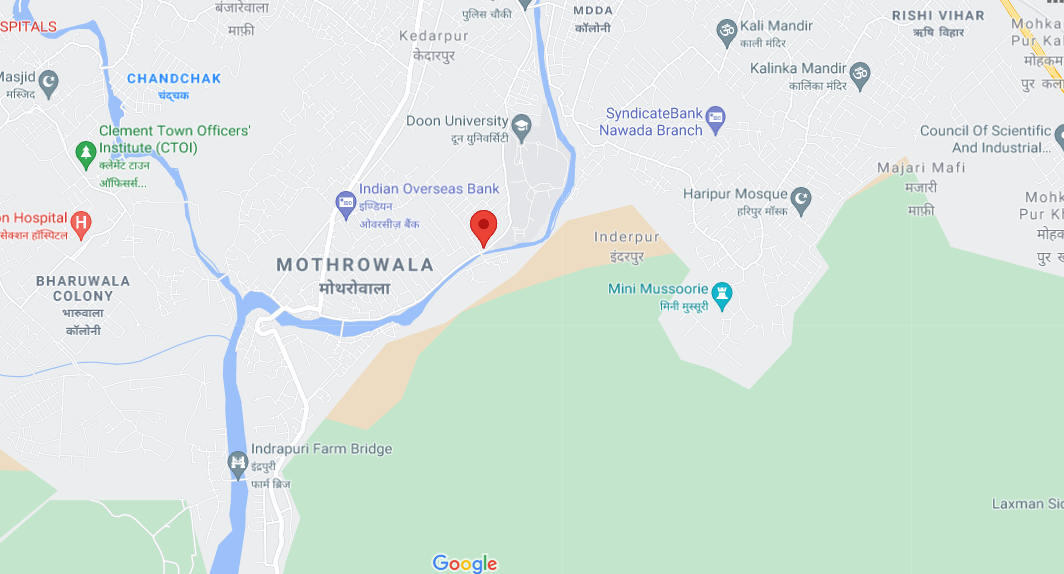 बंजारेवाला
माफ़ी
पुलिस चौकी
MDDA
कॉलोनी
RISHI VIHAR
ऋषि विहार
SPITALS
Kedarpur
केदारपुर
Kali Mandir
काली मंदिर
Masjid
मस्जिद
CHANDCHAK
चंद्चक
Kalinka Mandir
कालिंका मंदिर
Clement Town Officers'
Institute (CTOI)
क्लेमेंट टाउन
ऑफिसर्स...
Doon University
दून युनिवर्सिटी
SyndicateBank
Nawada Branch
Council Of Scientific
And Industrial...
Majari Mafi
मजारी
माफ़ी
Indian Overseas Bank
इण्डियन
ओवरसीज़ बैंक
Haripur Mosque
हरिपुर मॉस्क
on Hospital
सेक्शन हॉस्पिटल
Inderpur
इंदरपुर
MOTHROWALA
मोथरोवाला
BHARUWALA
COLONY
भारुवाला
कॉलोनी
Mini Mussoorie
मिनी मुस्सूरी
Indrapuri Farm Bridge
इंद्रपुरी
फार्म ब्रिज
Laxman Sid
Google